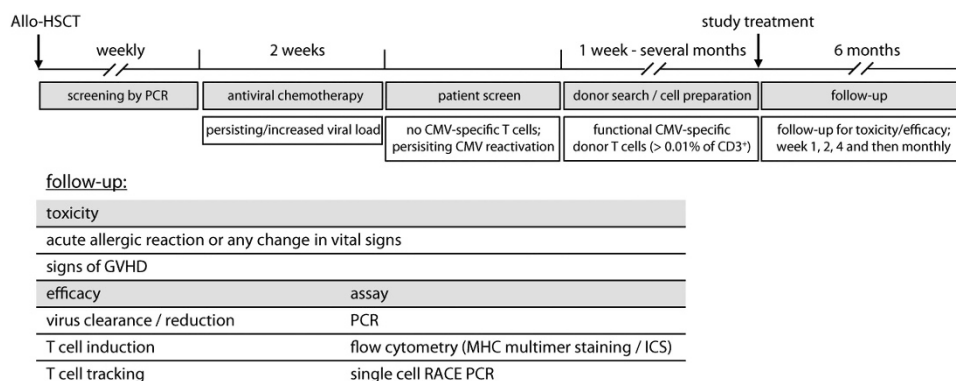 Allo-HSCT
study treatment
weekly
2 weeks
1 week - several months
6 months
screening by PCR
antiviral chemotherapy
patient screen
donor search / cell preparation
follow-up
persisting/increased viral load
no CMV-specific T cells;
persisiting CMV reactivation
functional CMV-specific
donor T cells (> 0.01% of CD3⁺)
follow-up for toxicity/efficacy;
week 1, 2, 4 and then monthly
follow-up:
toxicity
acute allergic reaction or any change in vital signs
signs of GVHD
efficacy assay
virus clearance / reduction PCR
T cell induction flow cytometry (MHC multimer staining / ICS)
T cell tracking single cell RACE PCR